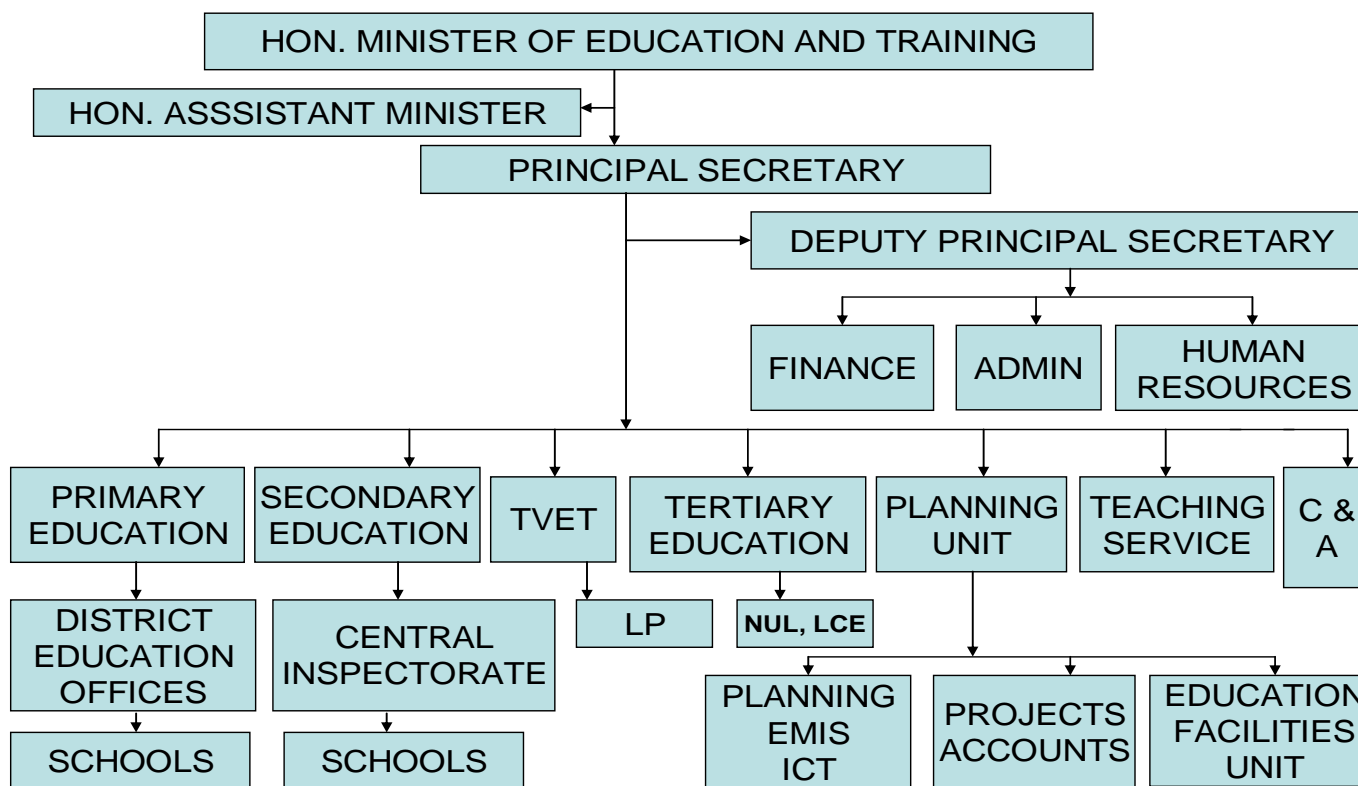 HON. MINISTER OF EDUCATION AND TRAINING
HON. ASSSISTANT MINISTER
PRINCIPAL SECRETARY
DEPUTY PRINCIPAL SECRETARY
FINANCE
ADMIN
HUMAN
RESOURCES
PRIMARY
EDUCATION
SECONDARY
EDUCATION
TVET
TERTIARY
EDUCATION
PLANNING
UNIT
TEACHING
SERVICE
C &
A
DISTRICT
EDUCATION
OFFICES
CENTRAL
INSPECTORATE
LP
NUL, LCE
SCHOOLS
SCHOOLS
PLANNING
EMIS
ICT
PROJECTS
ACCOUNTS
EDUCATION
FACILITIES
UNIT